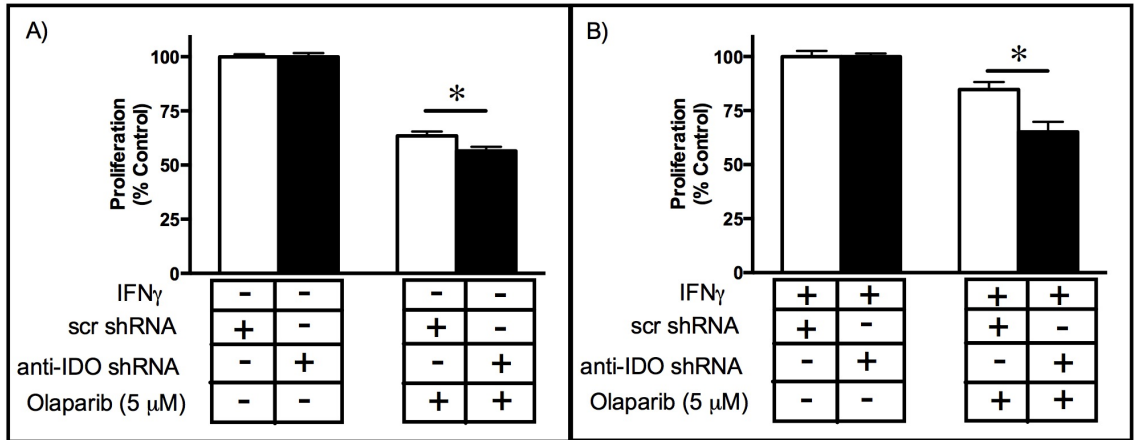 A)
100
75
50
25
0
Proliferation
(% Control)
*
IFNγ - - - -
scr shRNA + - + -
anti-IDO shRNA - + - +
Olaparib (5 μM) - - + +
B)
100
75
50
25
0
Proliferation
(% Control)
*
IFNγ + + + +
scr shRNA + - + -
anti-IDO shRNA - + - +
Olaparib (5 μM) - - + +